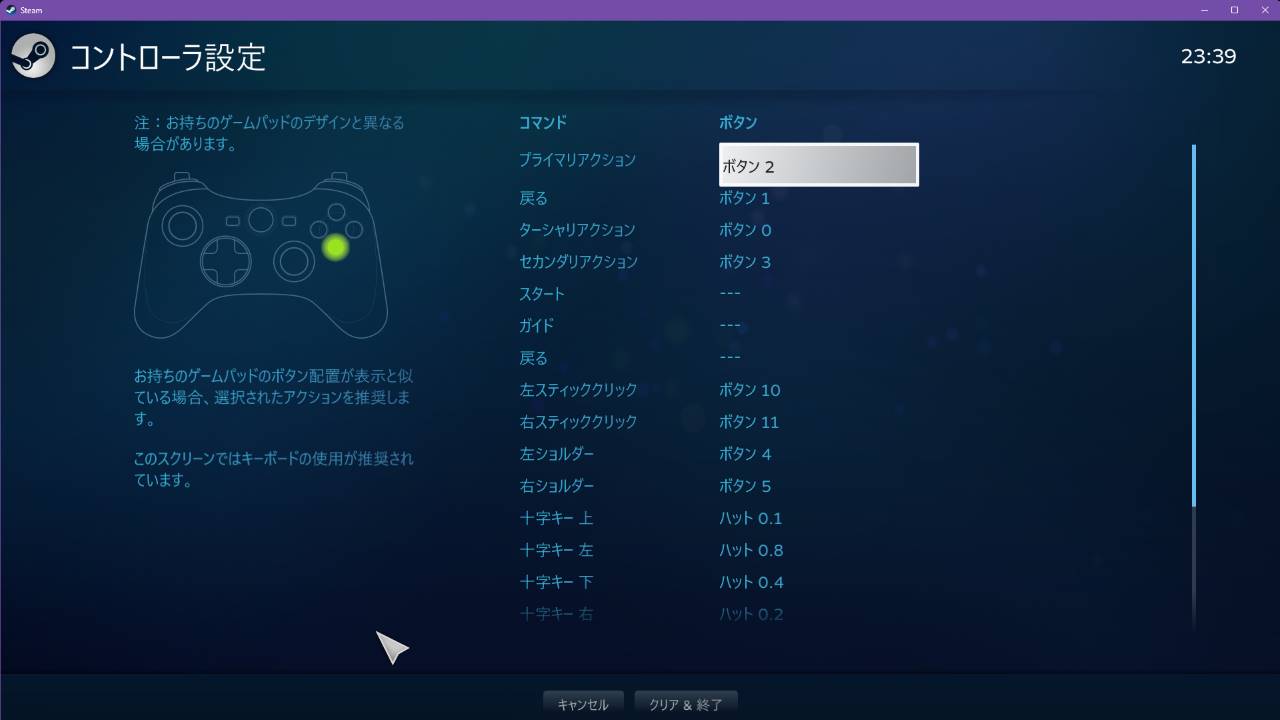 Steam
コントローラ設定
23:39
注：お持ちのゲームパッドのデザインと異なる
場合があります。
お持ちのゲームパッドのボタン配置が表示と似
ている場合、選択されたアクションを推奨しま
す。
このスクリーンではキーボードの使用が推奨され
ています。
コマンド ボタン
プライマリアクション ボタン 2
戻る ボタン 1
ターシャリアクション ボタン 0
セカンダリアクション ボタン 3
スタート ---
ガイド ---
戻る ---
左スティッククリック ボタン 10
右スティッククリック ボタン 11
左ショルダー ボタン 4
右ショルダー ボタン 5
十字キー 上 ハット 0.1
十字キー 左 ハット 0.8
十字キー 下 ハット 0.4
十字キー 右 ハット 0.2
キャンセル クリア & 終了